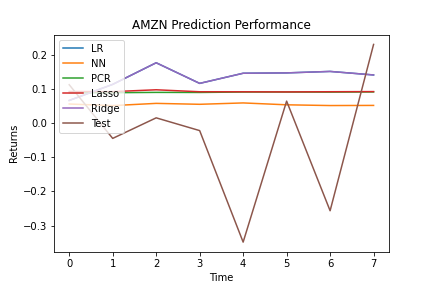 AMZN Prediction Performance
LR
NN
PCR
Lasso
Ridge
Test
Returns
0.2
0.1
0.0
−0.1
−0.2
−0.3
0 1 2 3 4 5 6 7
Time